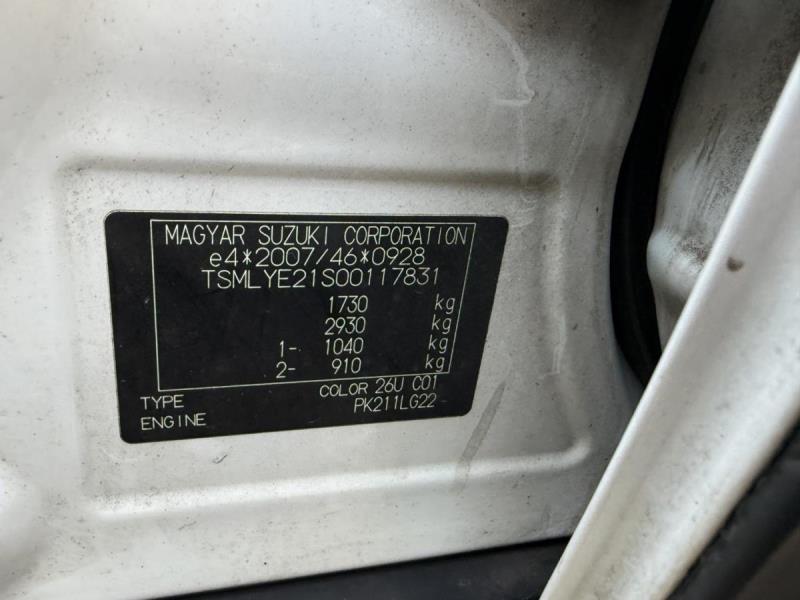 MAGYAR SUZUKI CORPORATION
e4*2007/46*0928
TSMLYE21S00117831
1730 kg
2930 kg
1- 1040 kg
2- 910 kg
COLOR 26U C01
TYPE PK211LG22
ENGINE